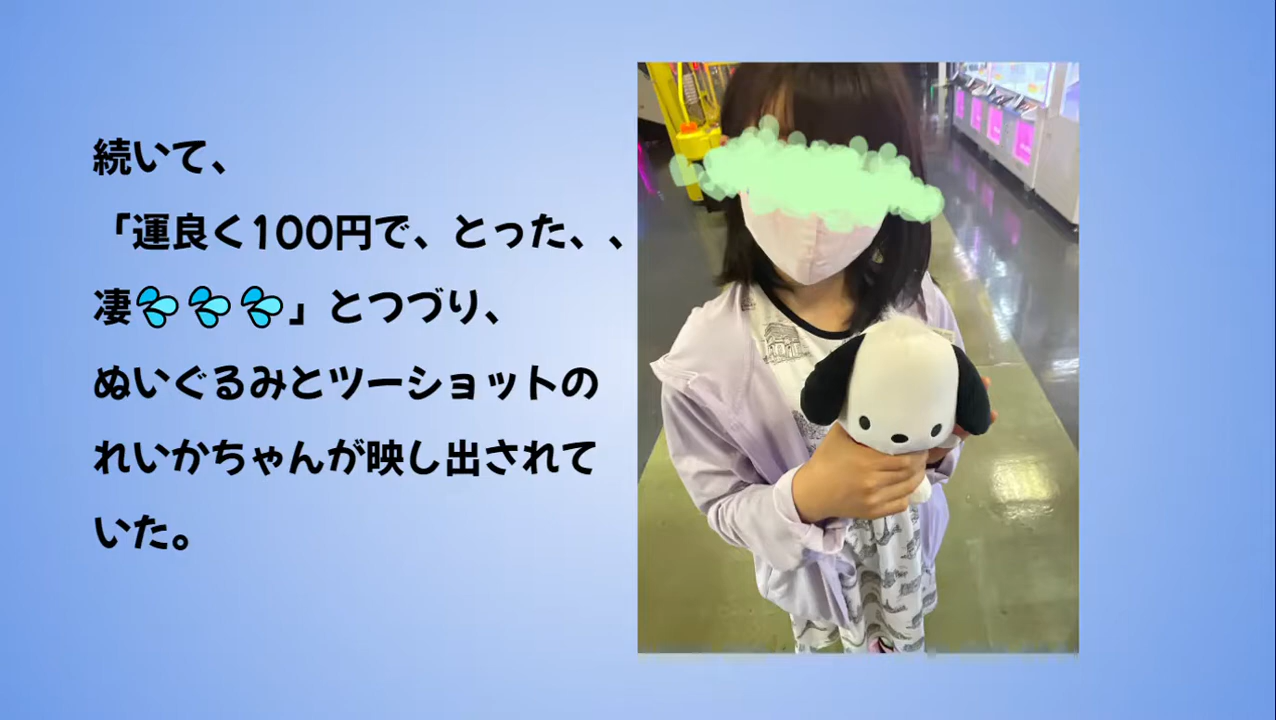 続いて、
「運良く100円で、とった、、
凄💦💦💦」とつづり、
ぬいぐるみとツーショットの
れいかちゃんが映し出されて
いた。